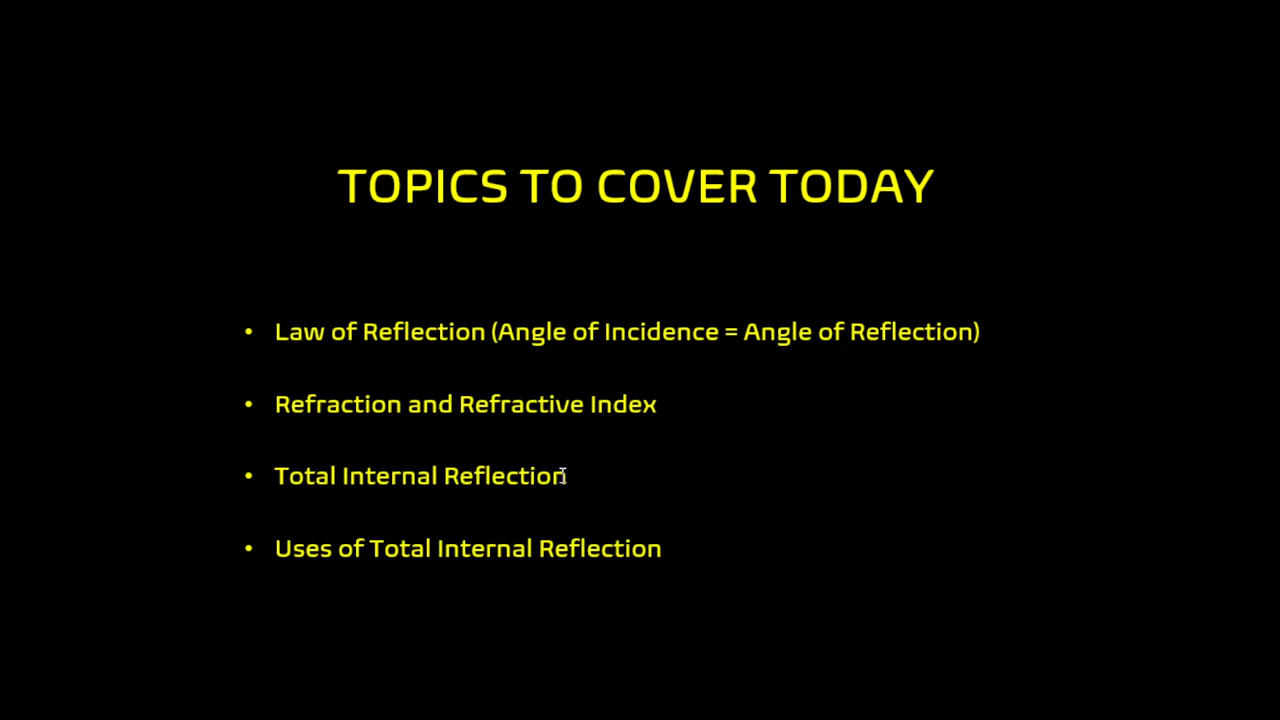 TOPICS TO COVER TODAY
• Law of Reflection (Angle of Incidence = Angle of Reflection)
• Refraction and Refractive Index
• Total Internal Reflection
• Uses of Total Internal Reflection